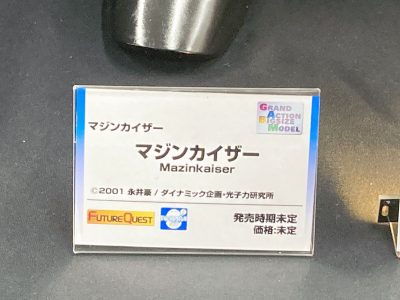 GRAND
ACTION
BIGSIZE
MODEL
マジンカイザー
マジンカイザー
Mazinkaiser
©2001 永井豪 / ダイナミック企画・光子力研究所
FUTUREQUEST
発売時期未定
価格:未定